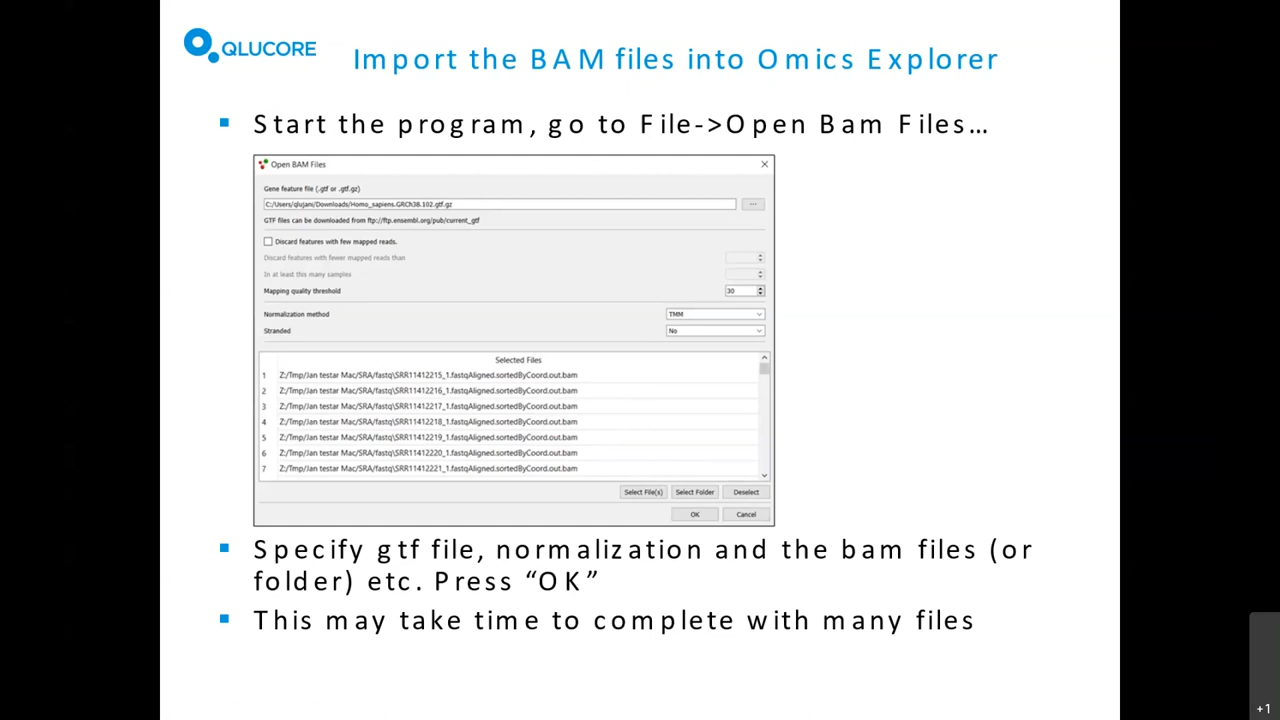 QLUCORE
Import the BAM files into Omics Explorer
Start the program, go to File->Open Bam Files…
Open BAM Files
Gene feature file (.gtf or .gtf.gz)
C:/Users/qlujani/Downloads/Homo_sapiens.GRCh38.102.gtf.gz
...
GTF files can be downloaded from ftp://ftp.ensembl.org/pub/current_gtf
Discard features with few mapped reads.
Discard features with fewer mapped reads than
In at least this many samples
Mapping quality threshold 30
Normalization method TMM
Stranded No
Selected Files
1 Z:/Tmp/Jan testar Mac/SRA/fastq\SRR11412215_1.fastqAligned.sortedByCoord.out.bam
2 Z:/Tmp/Jan testar Mac/SRA/fastq\SRR11412216_1.fastqAligned.sortedByCoord.out.bam
3 Z:/Tmp/Jan testar Mac/SRA/fastq\SRR11412217_1.fastqAligned.sortedByCoord.out.bam
4 Z:/Tmp/Jan testar Mac/SRA/fastq\SRR11412218_1.fastqAligned.sortedByCoord.out.bam
5 Z:/Tmp/Jan testar Mac/SRA/fastq\SRR11412219_1.fastqAligned.sortedByCoord.out.bam
6 Z:/Tmp/Jan testar Mac/SRA/fastq\SRR11412220_1.fastqAligned.sortedByCoord.out.bam
7 Z:/Tmp/Jan testar Mac/SRA/fastq\SRR11412221_1.fastqAligned.sortedByCoord.out.bam
Select File(s) Select Folder Deselect
OK Cancel
Specify gtf file, normalization and the bam files (or
folder) etc. Press “OK”
This may take time to complete with many files
+1